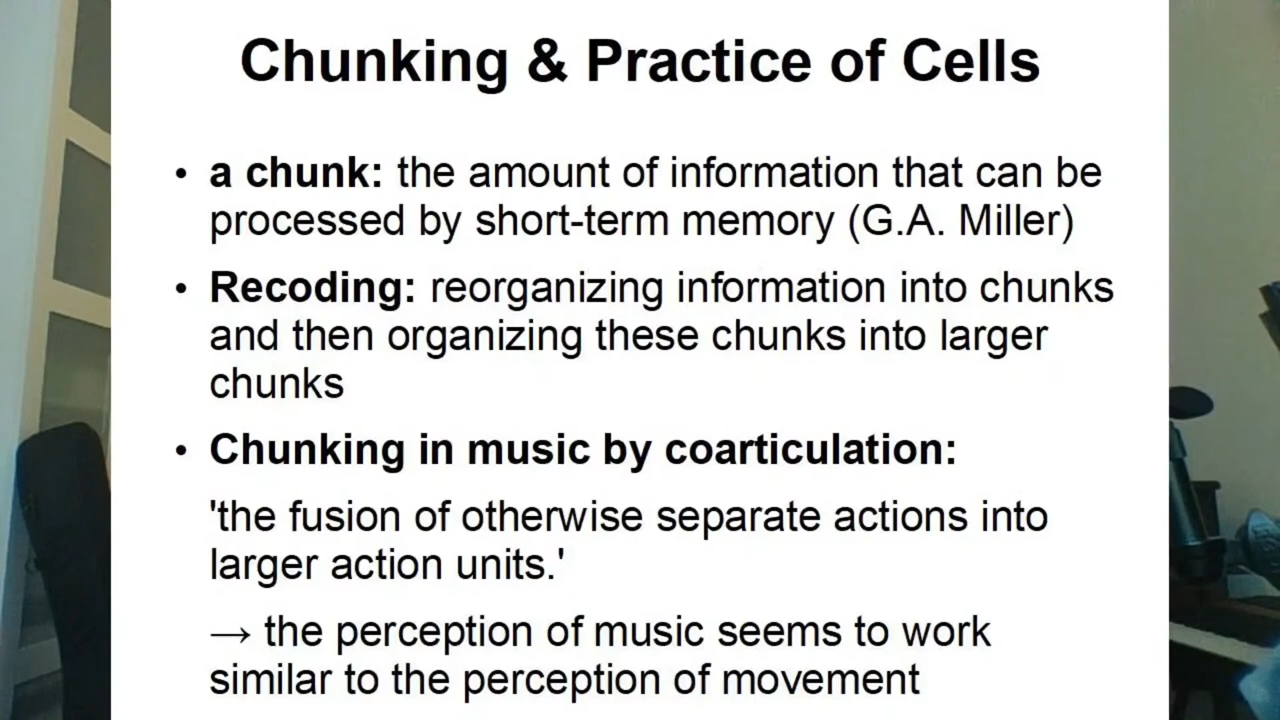 Chunking & Practice of Cells
• a chunk: the amount of information that can be
processed by short-term memory (G.A. Miller)
• Recoding: reorganizing information into chunks
and then organizing these chunks into larger
chunks
• Chunking in music by coarticulation:
'the fusion of otherwise separate actions into
larger action units.'
→ the perception of music seems to work
similar to the perception of movement